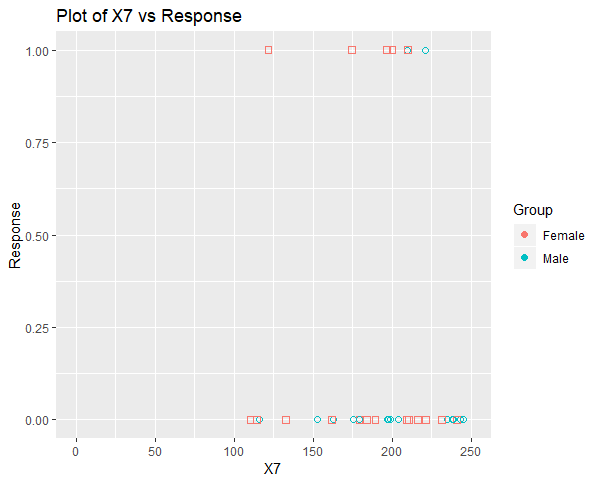 Plot of X7 vs Response
1.00
0.75
0.50
0.25
0.00
Response
0 50 100 150 200 250
X7
Group
Female
Male